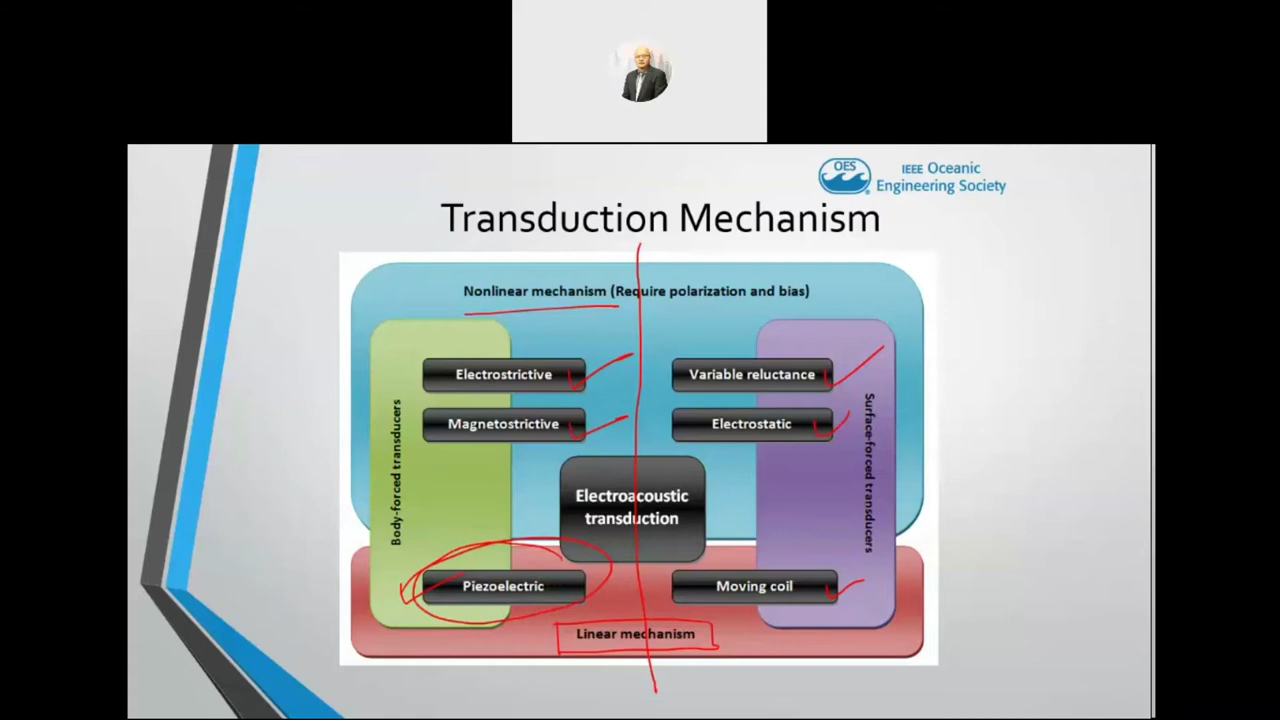 OES
IEEE Oceanic
Engineering Society
Transduction Mechanism
Nonlinear mechanism (Require polarization and bias)
Electrostrictive
Variable reluctance
Magnetostrictive
Electrostatic
Body-forced transducers
Surface-forced transducers
Electroacoustic
transduction
Piezoelectric
Moving coil
Linear mechanism